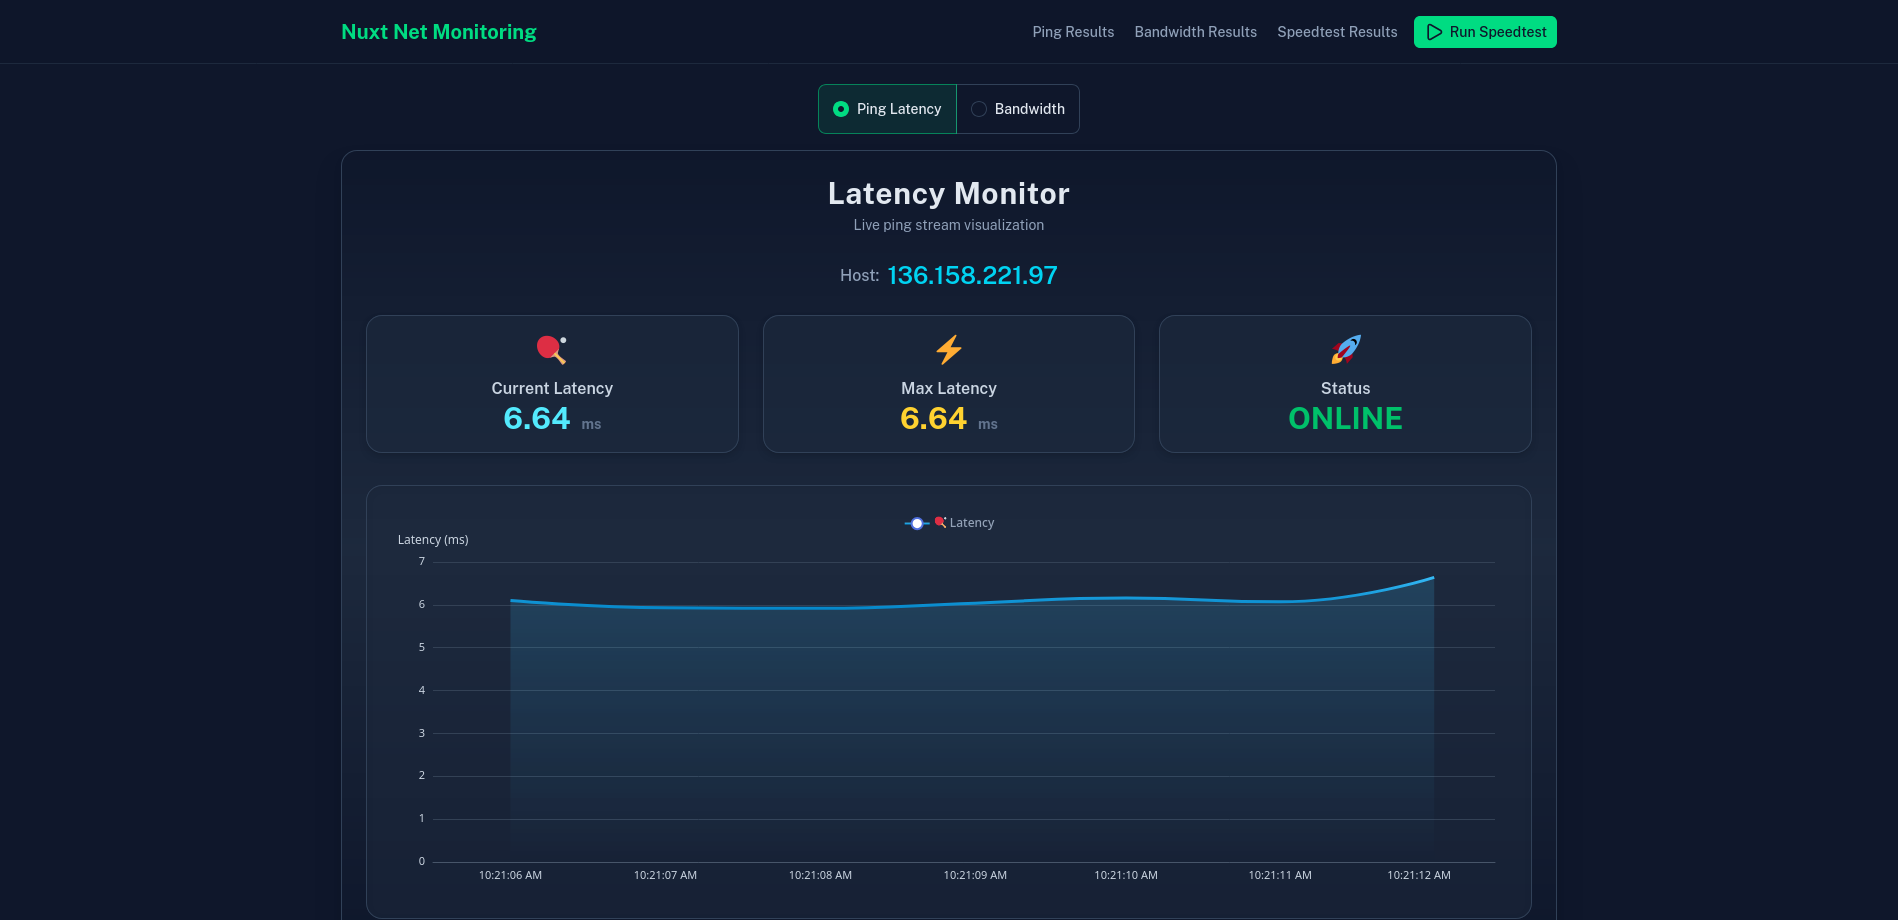 Nuxt Net Monitoring
Ping Results Bandwidth Results Speedtest Results Run Speedtest
Ping Latency Bandwidth
Latency Monitor
Live ping stream visualization
Host: 136.158.221.97
Current Latency
6.64 ms
Max Latency
6.64 ms
Status
ONLINE
Latency
Latency (ms)
7
6
5
4
3
2
1
0
10:21:06 AM 10:21:07 AM 10:21:08 AM 10:21:09 AM 10:21:10 AM 10:21:11 AM 10:21:12 AM